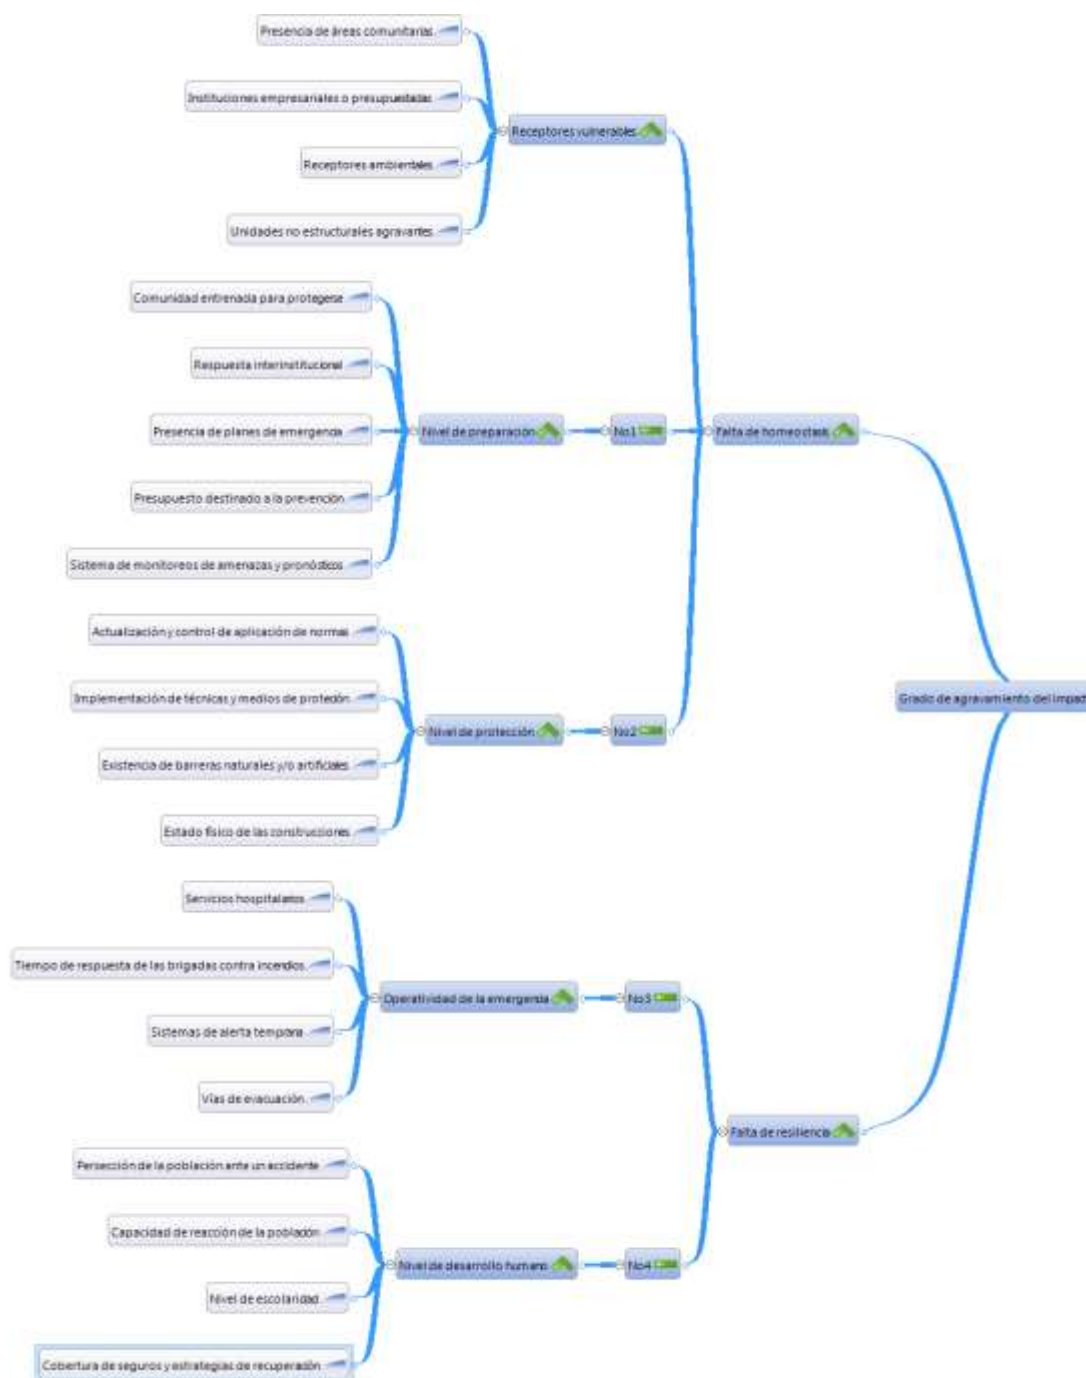 Presencia de áreas comunitarias
Instituciones empresariales o presupuestadas
Receptores vulnerables
Receptores ambientales
Unidades no estructurales agravantes
Comunidad entrenada para protegerse
Respuesta interinstitucional
Presencia de planes de emergencia
Nivel de preparación
No1
Falta de homeostasis
Presupuesto destinado a la prevención
Sistema de monitoreos de amenazas y pronósticos
Actualización y control de aplicación de normas
Implementación de técnicas y medios de proteción
Grado de agravamiento del impact
Nivel de protección
No2
Existencia de barreras naturales y/o artificiales
Estado físico de las construcciones
Servicios hospitalarios
Tiempo de respuesta de las brigadas contra incendios
Operatividad de la emergencia
No3
Sistemas de alerta temprana
Vías de evacuación
Falta de resiliencia
Persección de la población ante un accidente
Capacidad de reacción de la población
Nivel de desarrollo humano
No4
Nivel de escolaridad
Cobertura de seguros y estrategias de recuperación